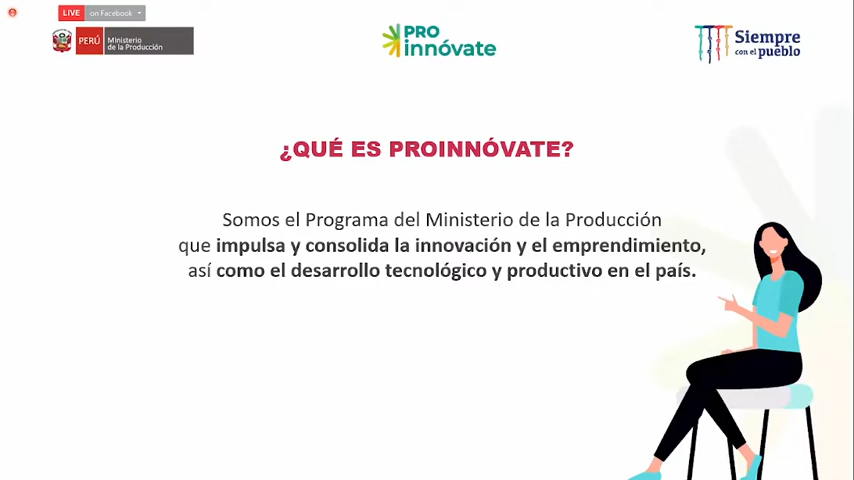 LIVE on Facebook
PERÚ Ministerio
de la Producción
PRO
innóvate
Siempre
con el pueblo
¿QUÉ ES PROINNÓVATE?
Somos el Programa del Ministerio de la Producción
que impulsa y consolida la innovación y el emprendimiento,
así como el desarrollo tecnológico y productivo en el país.